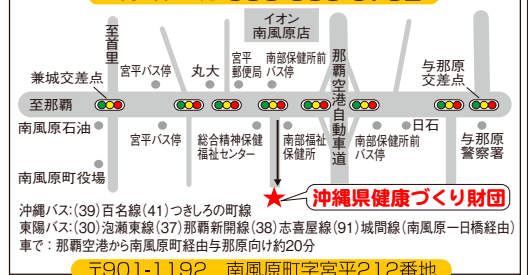 イオン
南風原店
至首里
兼城交差点
宮平バス停
丸大
宮平
郵便局
南部保健所前
バス停
那覇空港自動車道
与那原
交差点
至那覇
南風原石油
宮平バス停
総合精神保健
福祉センター
南部福祉
保健所
南部保健所前
バス停
日石
与那原
警察署
南風原町役場
沖縄県健康づくり財団
沖縄バス:(39)百名線(41)つきしろの町線
東陽バス:(30)泡瀬東線(37)那覇新開線(38)志喜屋線(91)城間線(南風原一日橋経由)
車で:那覇空港から南風原町経由与那原向け約20分
〒901-1192 南風原町字宮平212番地